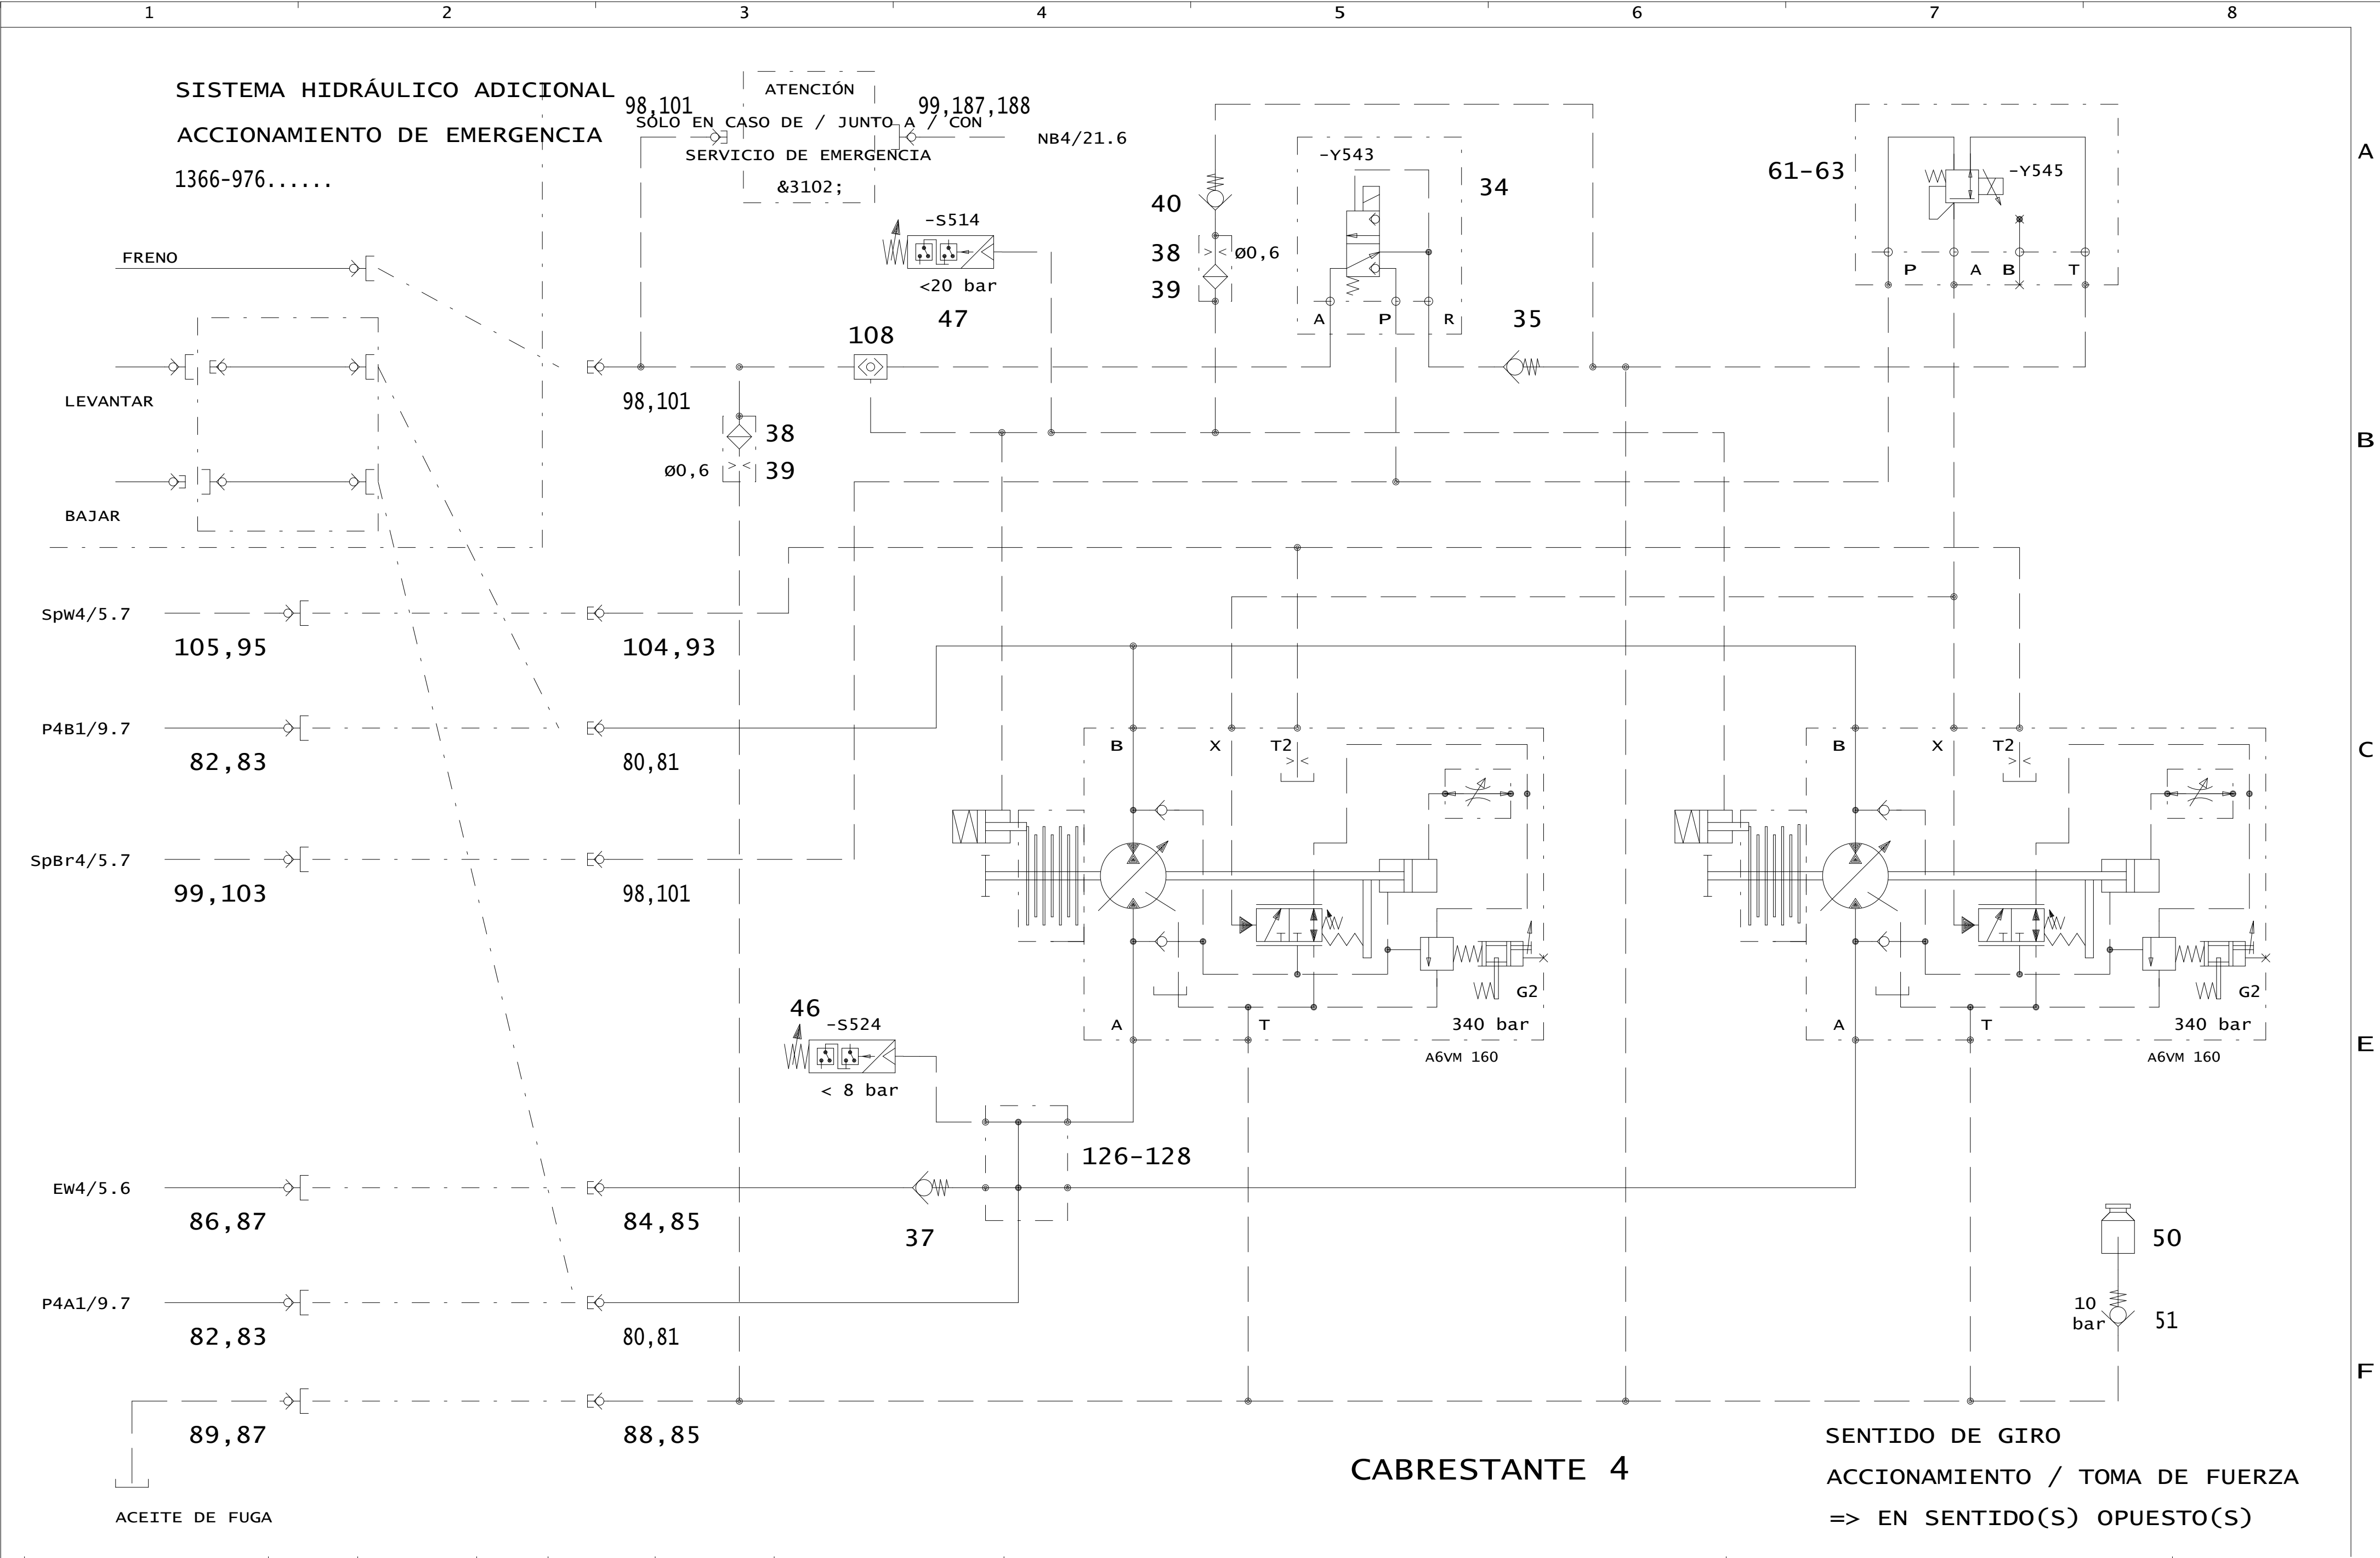 1 2 3 4 5 6 7 8
SISTEMA HIDRÁULICO ADICIONAL
ACCIONAMIENTO DE EMERGENCIA
1366-976......
ATENCIÓN
98,101
99,187,188
SÓLO EN CASO DE / JUNTO A / CON
SERVICIO DE EMERGENCIA
&3102;
NB4/21.6
A
-Y543
34
61-63
-Y545
40
-S514
38
Ø0,6
39
<20 bar
47
FRENO
P A B T
A P R
35
108
LEVANTAR
98,101
38
B
Ø0,6
39
BAJAR
SpW4/5.7
105,95
104,93
P4B1/9.7
82,83
80,81
B X T2
B X T2
C
SpBr4/5.7
99,103
98,101
G2
G2
46
-S524
A T
340 bar
A T
340 bar
E
A6VM 160
A6VM 160
< 8 bar
126-128
EW4/5.6
86,87
84,85
37
50
P4A1/9.7
82,83
80,81
10
bar
51
F
89,87
88,85
SENTIDO DE GIRO
CABRESTANTE 4
ACCIONAMIENTO / TOMA DE FUERZA
ACEITE DE FUGA
=> EN SENTIDO(S) OPUESTO(S)